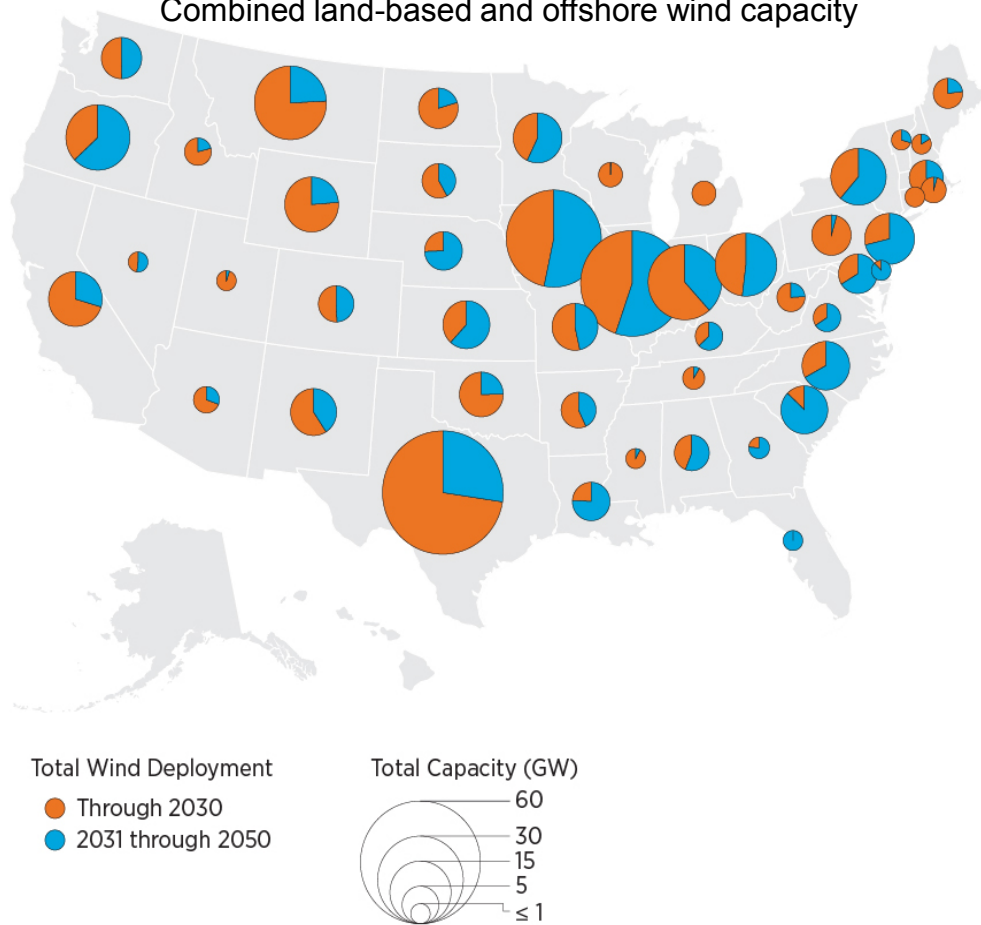 Combined land-based and offshore wind capacity
Total Wind Deployment
Through 2030
2031 through 2050
Total Capacity (GW)
60
30
15
5
≤ 1